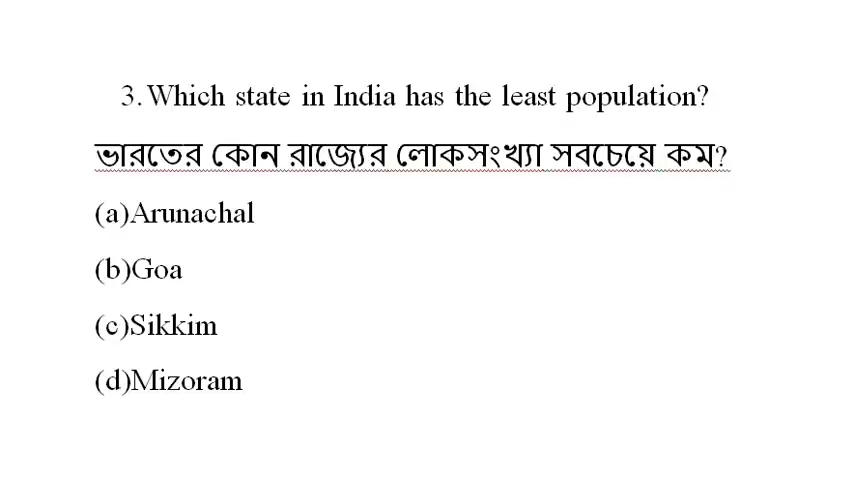 3. Which state in India has the least population?
ভারতের কোন রাজ্যের লোকসংখ্যা সবচেয়ে কম?
(a)Arunachal
(b)Goa
(c)Sikkim
(d)Mizoram